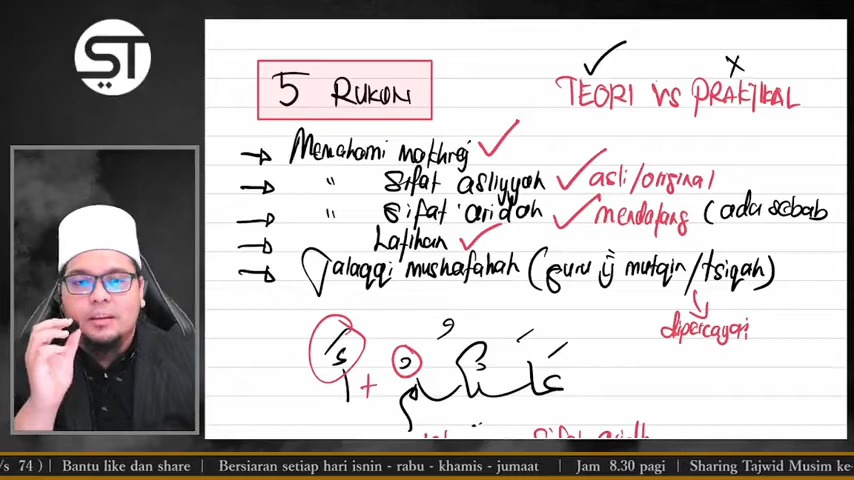 ST
5 RUKUN
TEORI vs PRAKTIKAL
→ Memahami makhraj
→ " sifat asliyyah asli/original
→ " sifat 'aridah mendatang (ada sebab
→ Latihan
→ Talaqqi mushafahah (guru yg mutqin/tsiqah)
dipercayai
أَ + عَلَيْكُم
/s 74 ) | Bantu like dan share | Bersiaran setiap hari isnin - rabu - khamis - jumaat | Jam 8.30 pagi | Sharing Tajwid Musim ke-